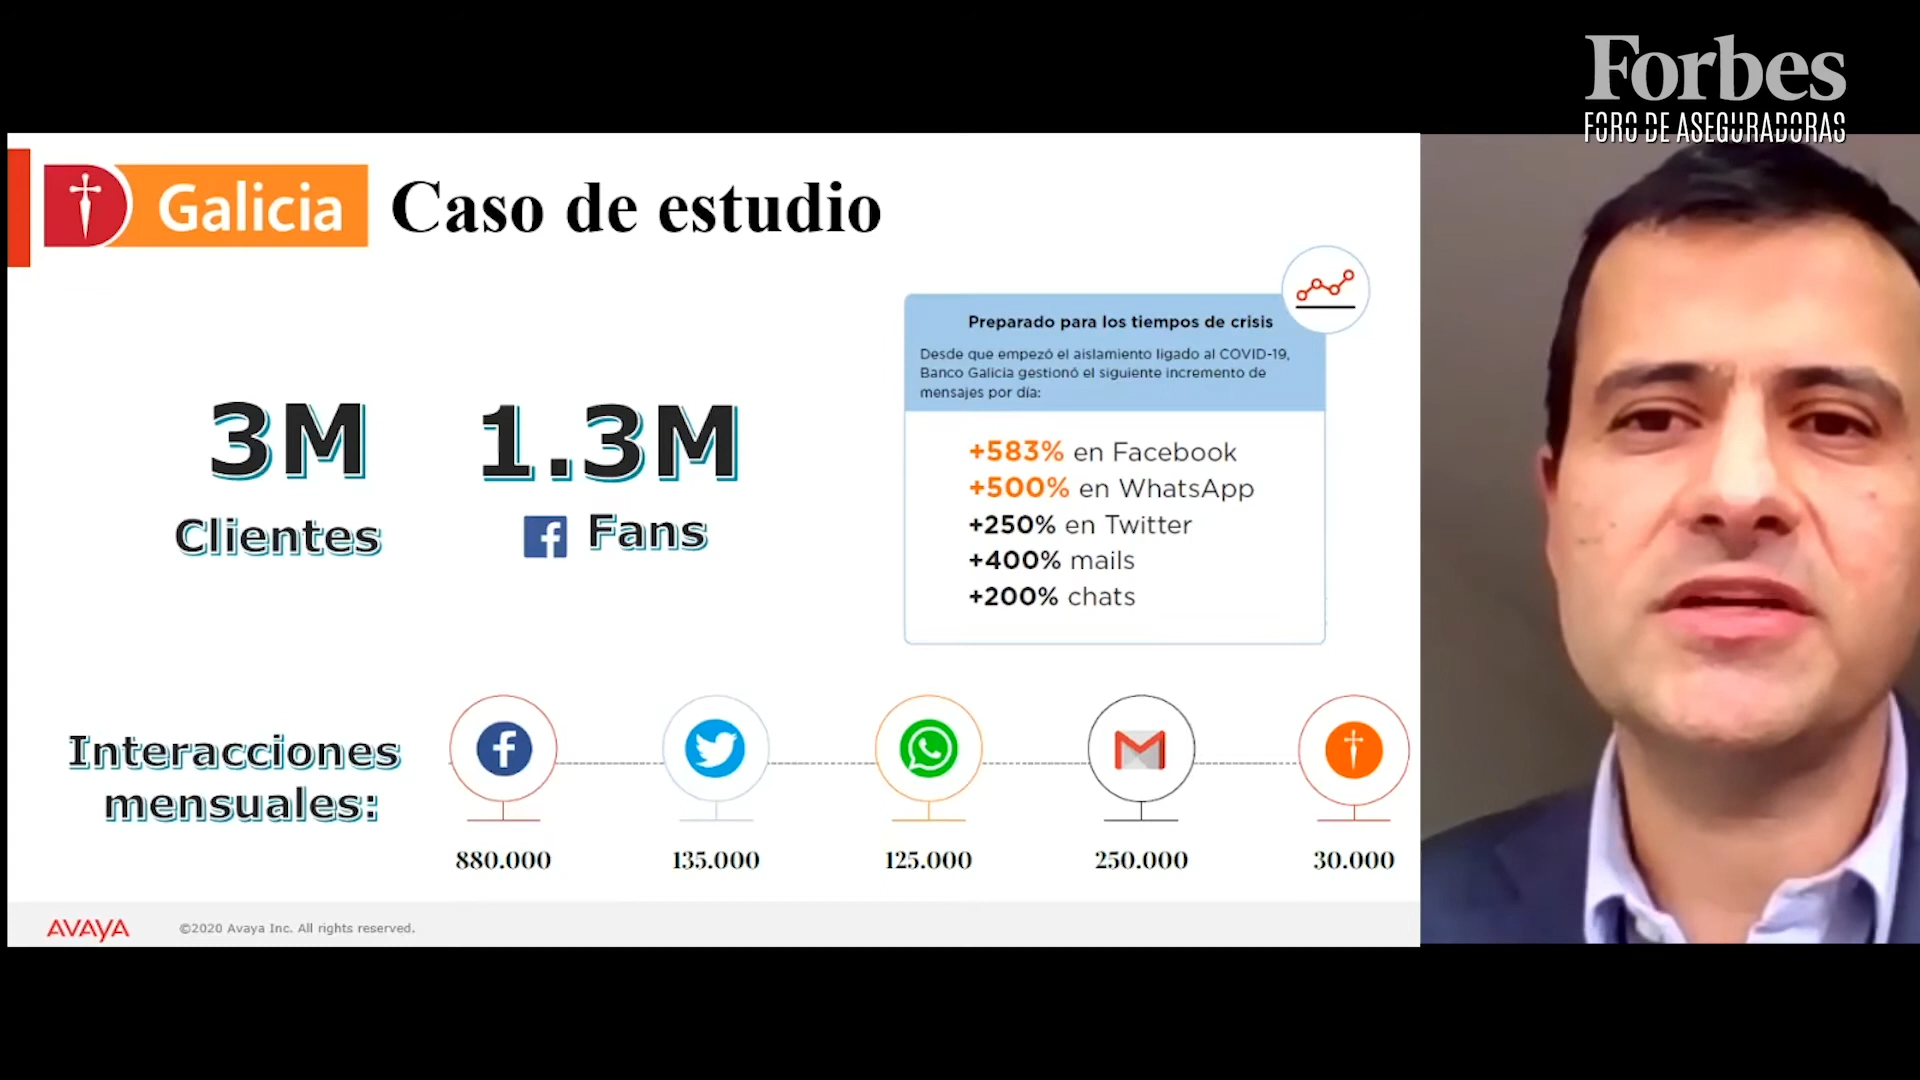 Forbes
FORO DE ASEGURADORAS
Galicia
Caso de estudio
3M
Clientes
1.3M
f Fans
Preparado para los tiempos de crisis
Desde que empezó el aislamiento ligado al COVID-19,
Banco Galicia gestionó el siguiente incremento de
mensajes por día:
+583% en Facebook
+500% en WhatsApp
+250% en Twitter
+400% mails
+200% chats
Interacciones
mensuales:
880.000
135.000
125.000
250.000
30.000
AVAYA
©2020 Avaya Inc. All rights reserved.